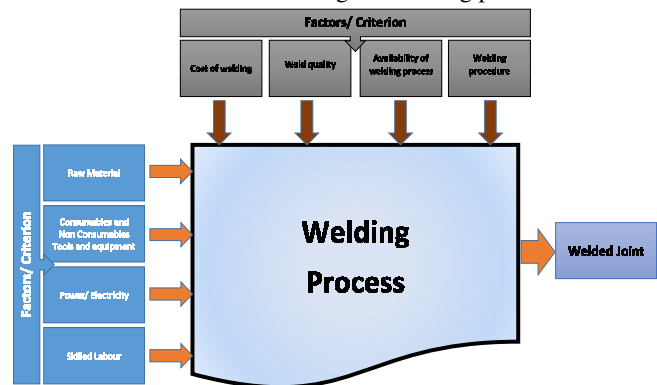 Factors/ Criterion
Cost of welding
Weld quality
Availability of
welding process
Welding
procedure
Factors/ Criterion
Raw Material
Consumables and
Non Consumables
Tools and equipment
Power/ Electricity
Skilled Labour
Welding
Process
Welded Joint